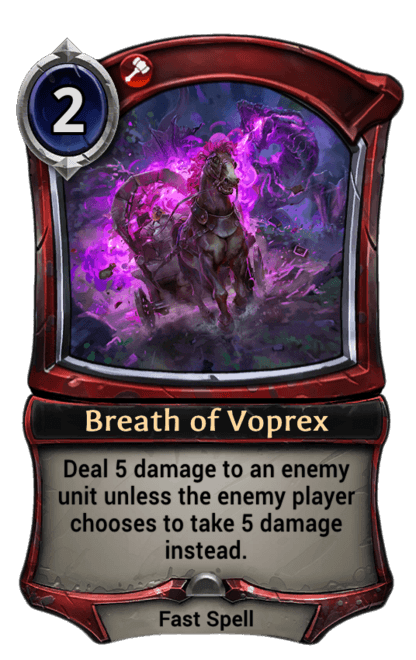 2
Breath of Voprex
Deal 5 damage to an enemy
unit unless the enemy player
chooses to take 5 damage
instead.
Fast Spell